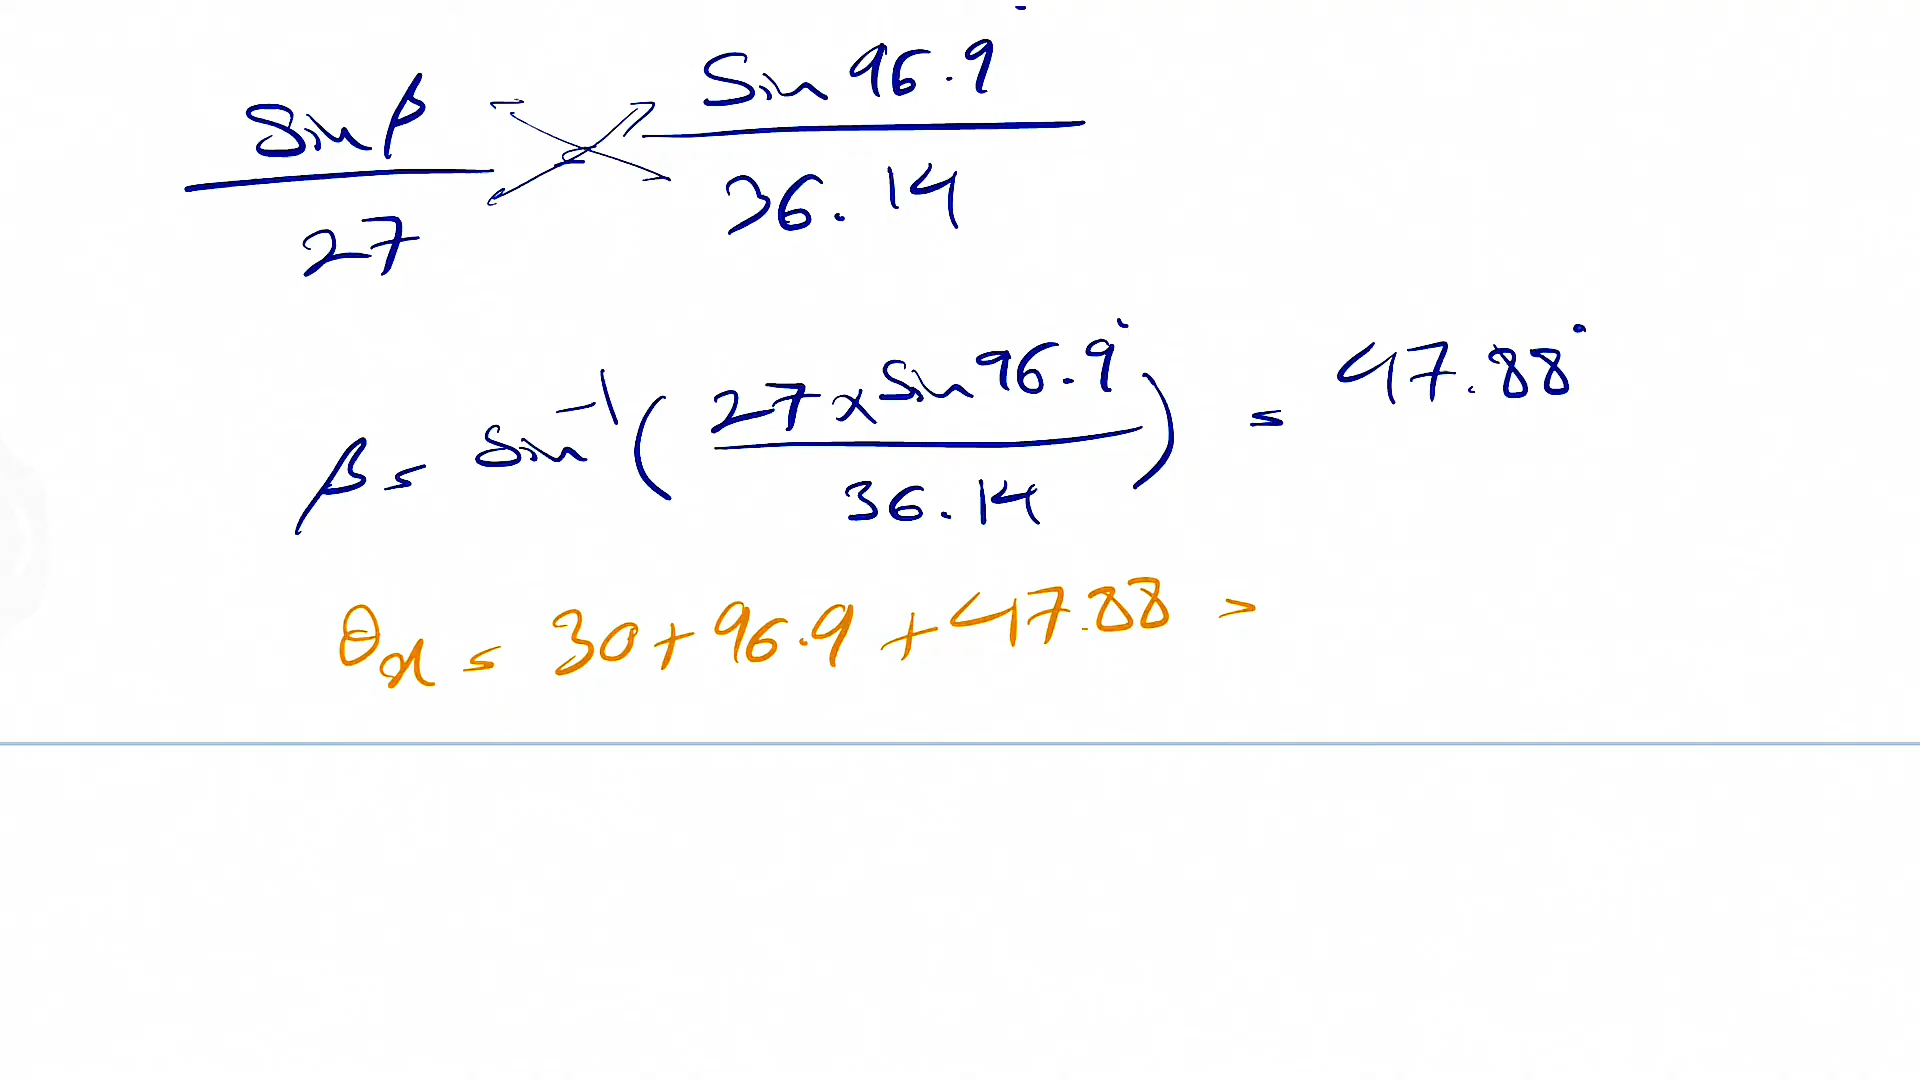 sin β / 27 = sin 96.9° / 36.14
β = sin⁻¹ ( 27 × sin 96.9° / 36.14 ) = 47.88°
θx = 30 + 96.9 + 47.88 =